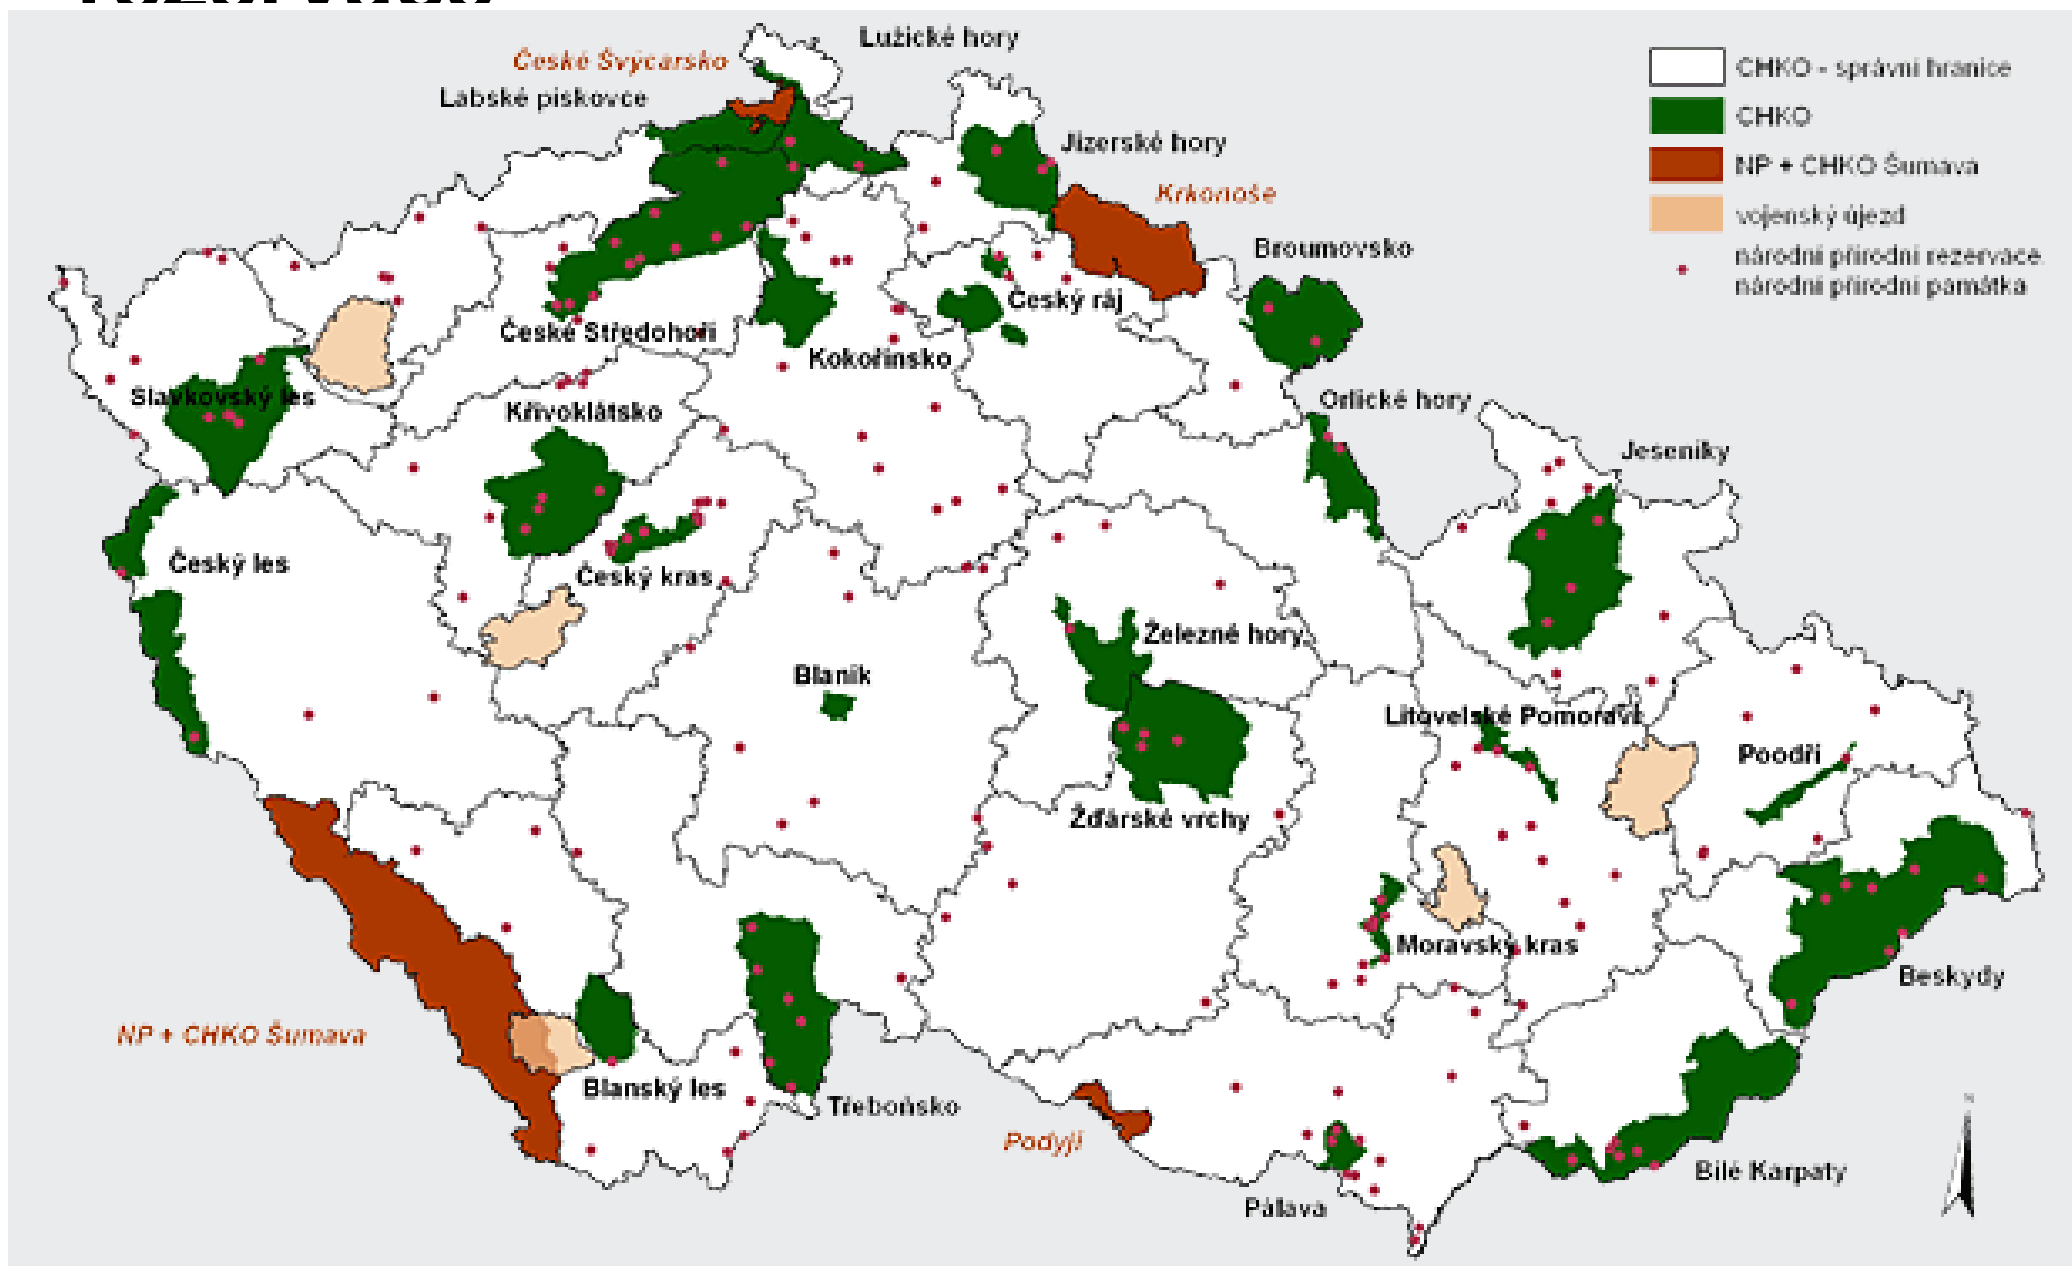 Lužické hory
České Švýcarsko
Labské pískovce
Jizerské hory
Krkonoše
Broumovsko
Český ráj
České Středohoří
Kokořínsko
Slavkovský les
Křivoklátsko
Orlické hory
Jeseníky
Český les
Český kras
Železné hory
Blaník
Litovelské Pomoraví
Poodří
Žďárské vrchy
Moravský kras
Beskydy
NP + CHKO Šumava
Blanský les
Třeboňsko
Podyjí
Bílé Karpaty
Pálava
CHKO - správní hranice
CHKO
NP + CHKO Šumava
vojenský újezd
národní přírodní rezervace,
národní přírodní památka